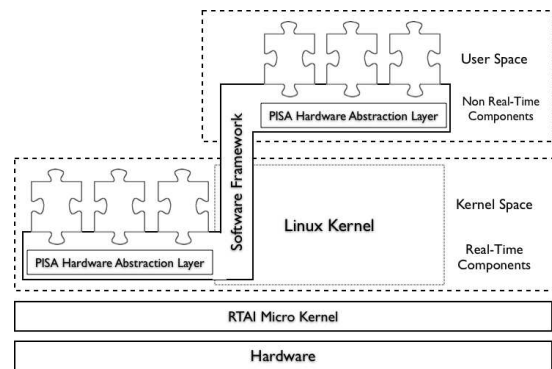 User Space
Non Real-Time
Components
PISA Hardware Abstraction Layer
Software Framework
Kernel Space
Linux Kernel
Real-Time
Components
PISA Hardware Abstraction Layer
RTAI Micro Kernel
Hardware